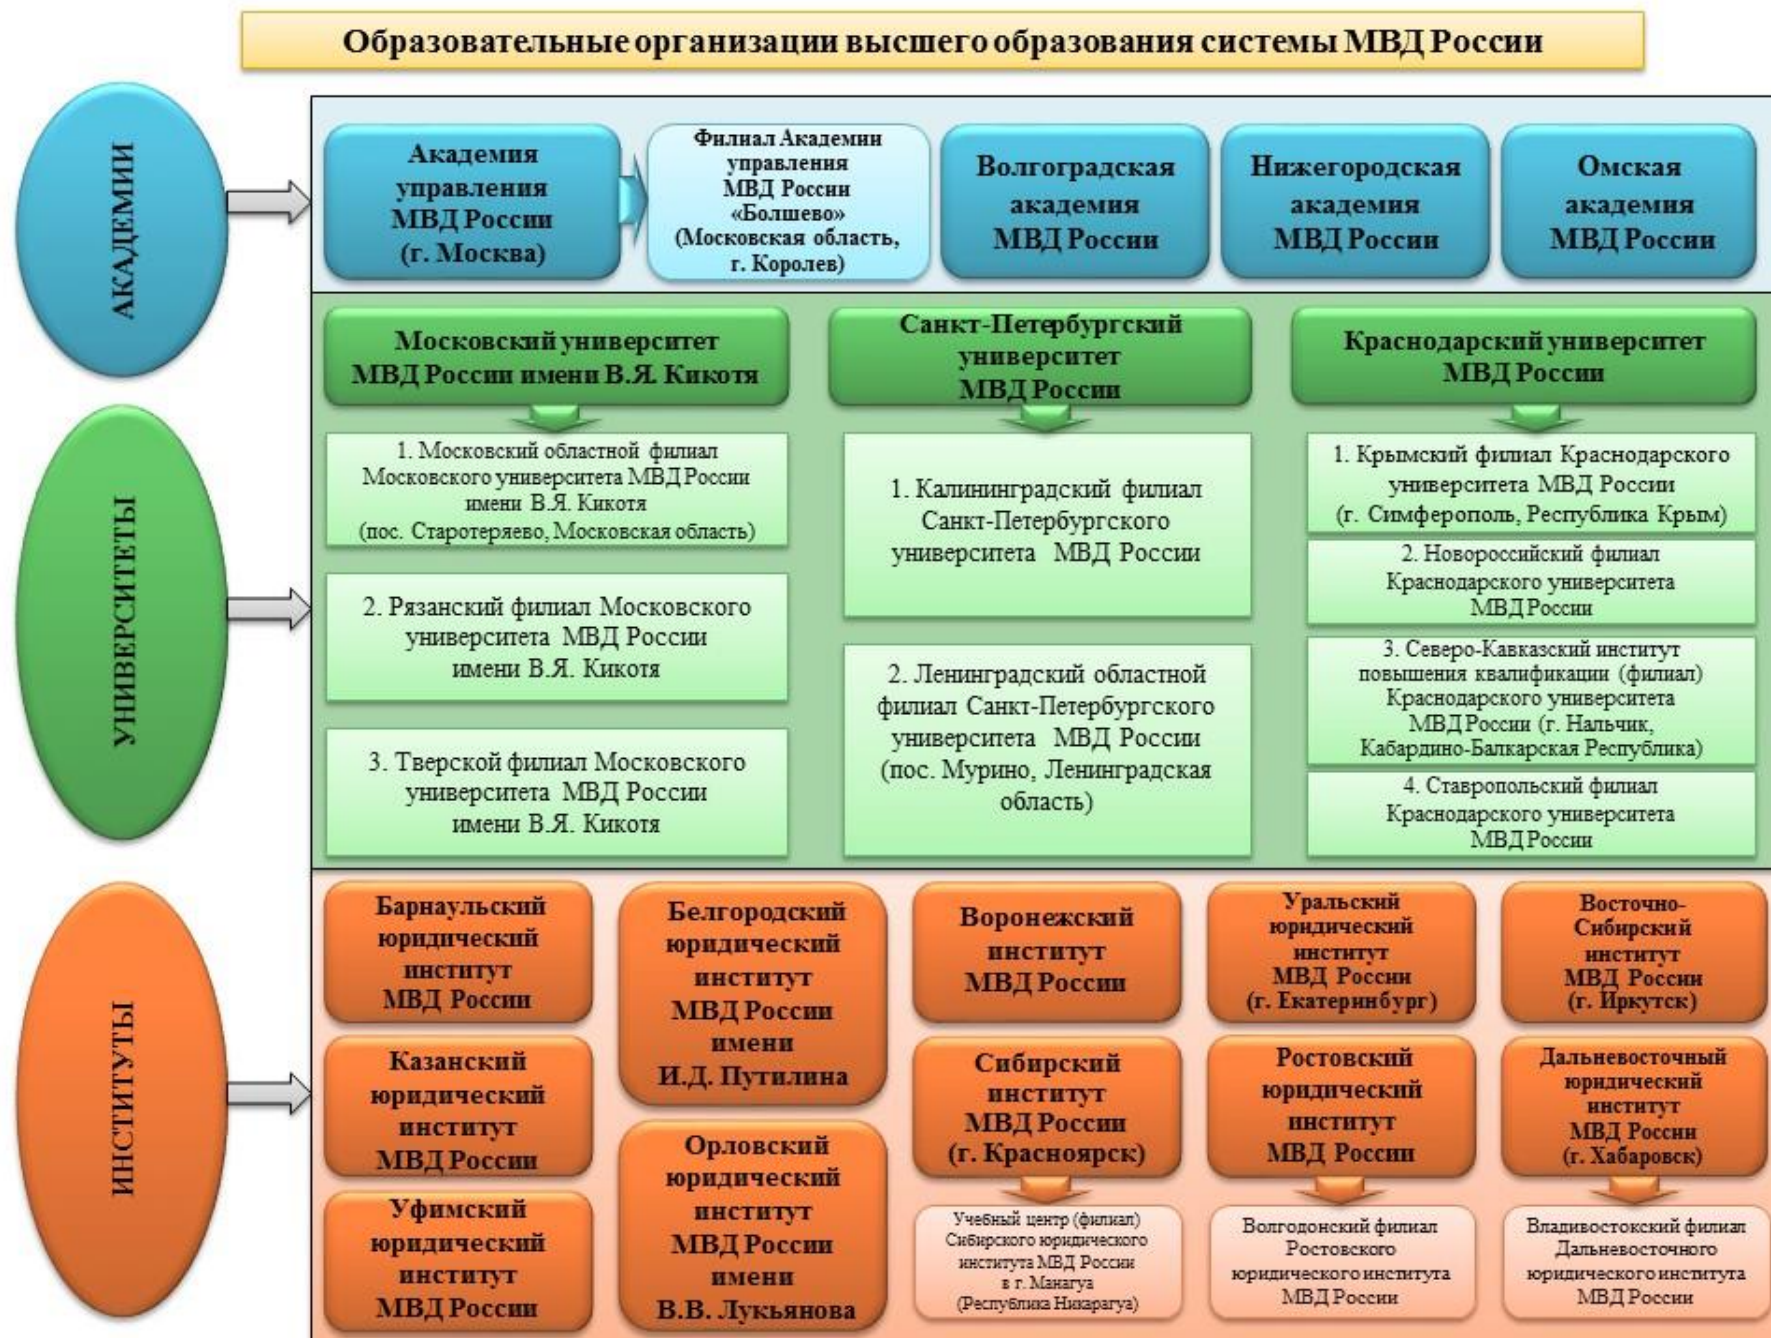 Образовательные организации высшего образования системы МВД России
АКАДЕМИИ
Академия
управления
МВД России
(г. Москва)
Филиал Академии
управления
МВД России
«Болшево»
(Московская область,
г. Королев)
Волгоградская
академия
МВД России
Нижегородская
академия
МВД России
Омская
академия
МВД России
УНИВЕРСИТЕТЫ
Московский университет
МВД России имени В.Я. Кикотя
1. Московский областной филиал
Московского университета МВД России
имени В.Я. Кикотя
(пос. Старотеряево, Московская область)
2. Рязанский филиал Московского
университета МВД России
имени В.Я. Кикотя
3. Тверской филиал Московского
университета МВД России
имени В.Я. Кикотя
Санкт-Петербургский
университет
МВД России
1. Калининградский филиал
Санкт-Петербургского
университета МВД России
2. Ленинградский областной
филиал Санкт-Петербургского
университета МВД России
(пос. Мурино, Ленинградская
область)
Краснодарский университет
МВД России
1. Крымский филиал Краснодарского
университета МВД России
(г. Симферополь, Республика Крым)
2. Новороссийский филиал
Краснодарского университета
МВД России
3. Северо-Кавказский институт
повышения квалификации (филиал)
Краснодарского университета
МВД России (г. Нальчик,
Кабардино-Балкарская Республика)
4. Ставропольский филиал
Краснодарского университета
МВД России
ИНСТИТУТЫ
Барнаульский
юридический
институт
МВД России
Казанский
юридический
институт
МВД России
Уфимский
юридический
институт
МВД России
Белгородский
юридический
институт
МВД России
имени
И.Д. Путилина
Орловский
юридический
институт
МВД России
имени
В.В. Лукьянова
Воронежский
институт
МВД России
Сибирский
институт
МВД России
(г. Красноярск)
Учебный центр (филиал)
Сибирского юридического
института МВД России
в г. Манагуа
(Республика Никарагуа)
Уральский
юридический
институт
МВД России
(г. Екатеринбург)
Ростовский
юридический
институт
МВД России
Волгодонский филиал
Ростовского
юридического института
МВД России
Восточно-
Сибирский
институт
МВД России
(г. Иркутск)
Дальневосточный
юридический
институт
МВД России
(г. Хабаровск)
Владивостокский филиал
Дальневосточного
юридического института
МВД России